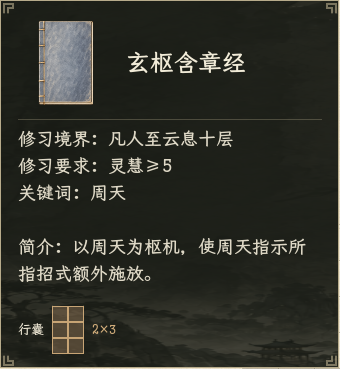 玄枢含章经
修习境界：凡人至云息十层
修习要求：灵慧≥5
关键词：周天
简介：以周天为枢机，使周天指示所
指招式额外施放。
行囊 2×3